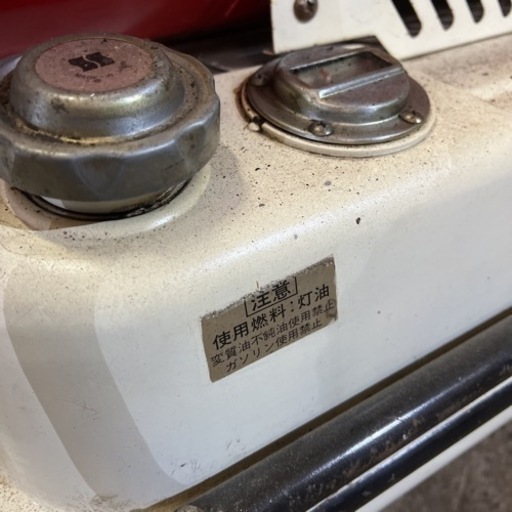 注意
使用燃料:灯油
変質油不純油使用禁止
ガソリン使用禁止